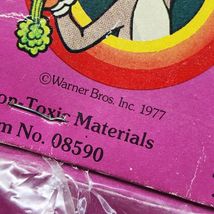 ©Warner Bros. Inc. 1977
on-Toxic Materials
m No. 08590